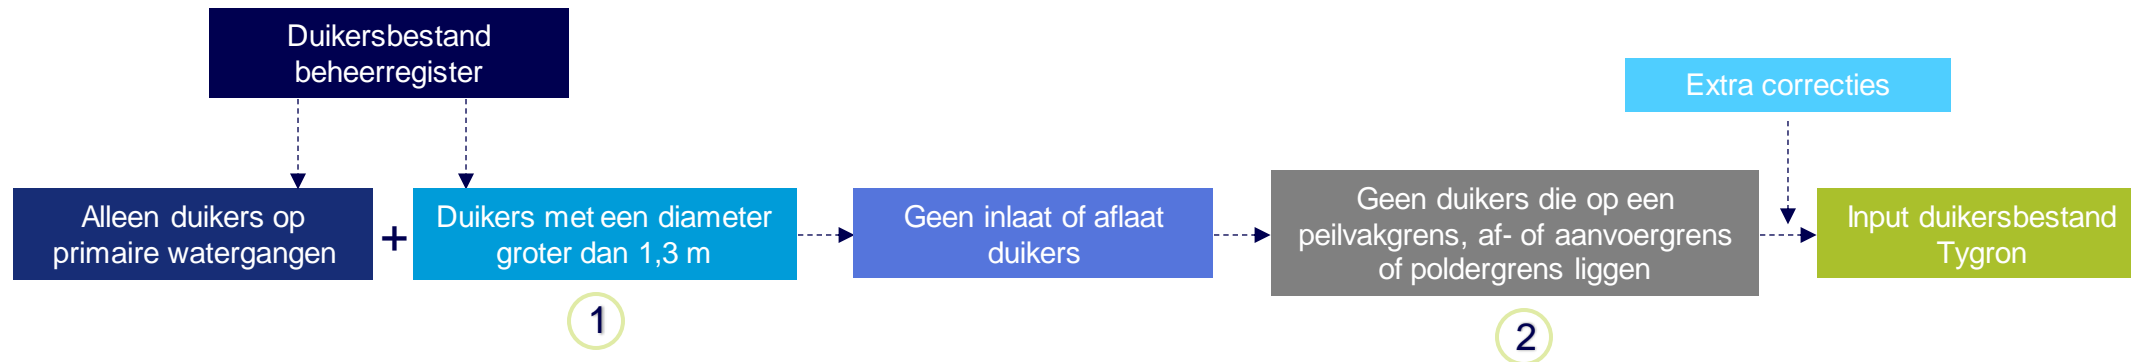 Duikersbestand
beheerregister
Extra correcties
Alleen duikers op
primaire watergangen
+
Duikers met een diameter
groter dan 1,3 m
Geen inlaat of aflaat
duikers
Geen duikers die op een
peilvakgrens, af- of aanvoergrens
of poldergrens liggen
Input duikersbestand
Tygron
1
2